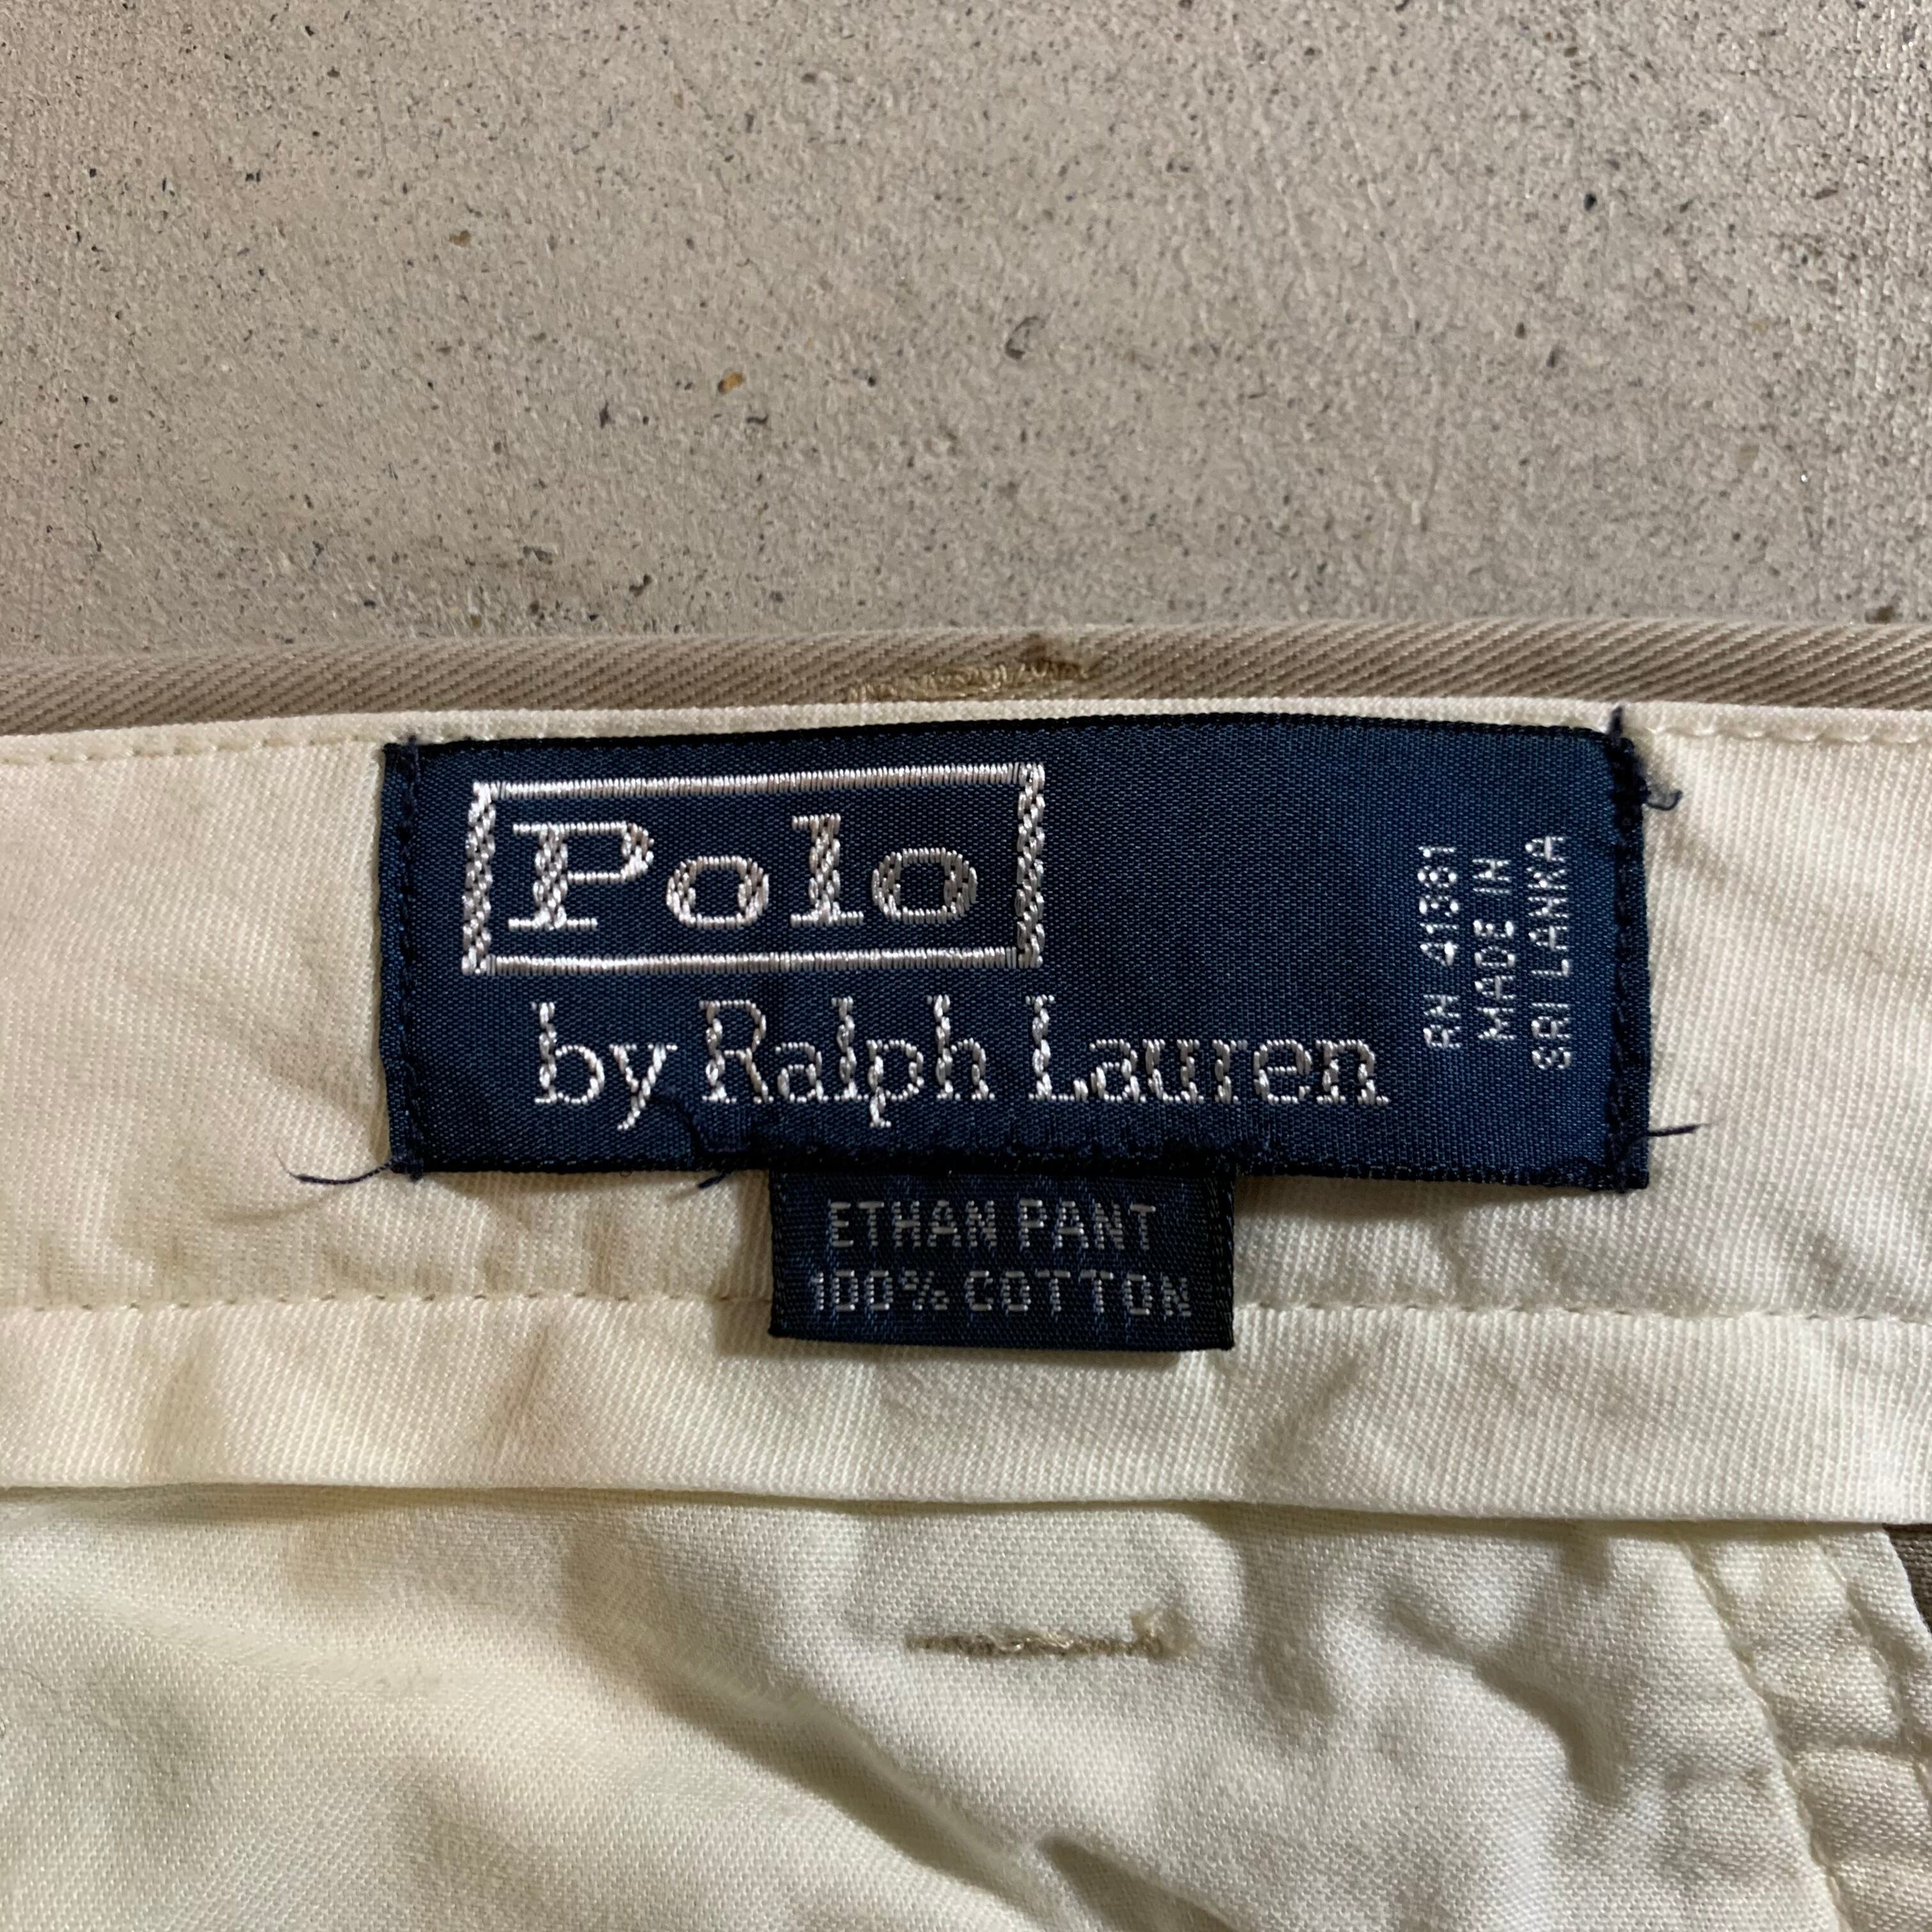 Polo
by Ralph Lauren
RN 41381
MADE IN
SRI LANKA
ETHAN PANT
100% COTTON